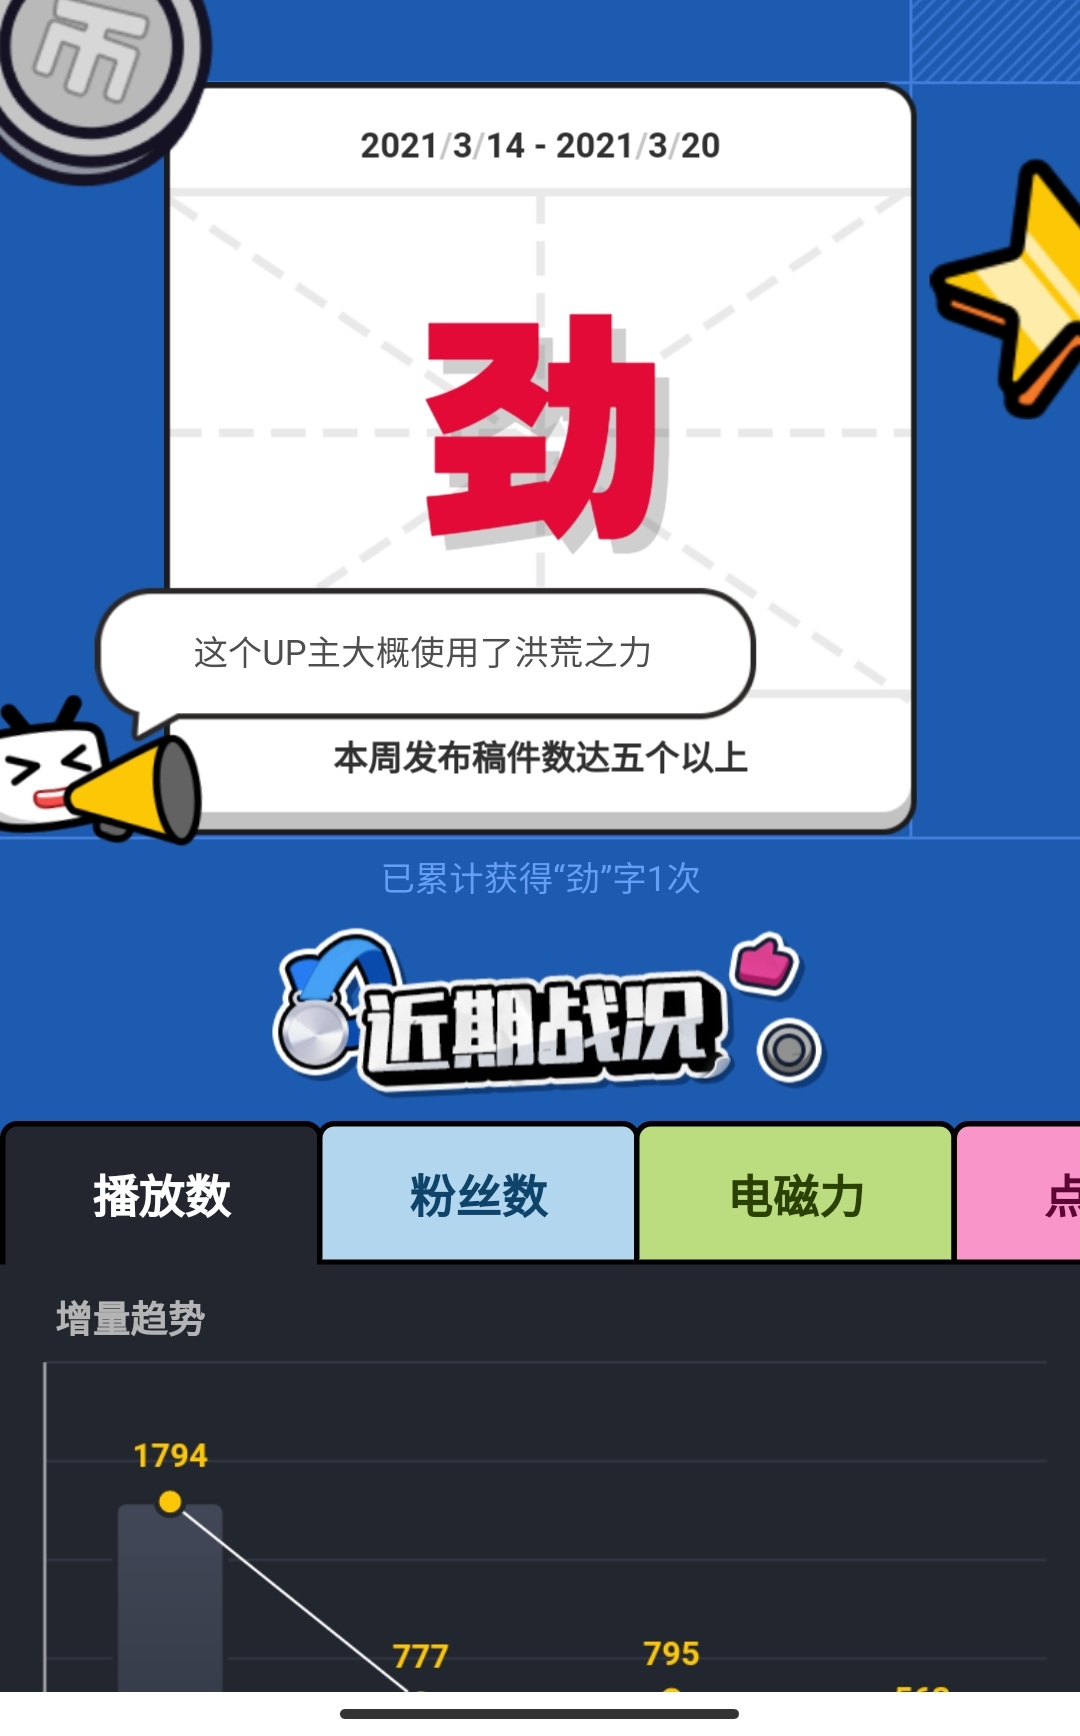 币
2021/3/14 - 2021/3/20
劲
这个UP主大概使用了洪荒之力
本周发布稿件数达五个以上
已累计获得“劲”字1次
近期战况
播放数
粉丝数
电磁力
点
增量趋势
1794
777
795